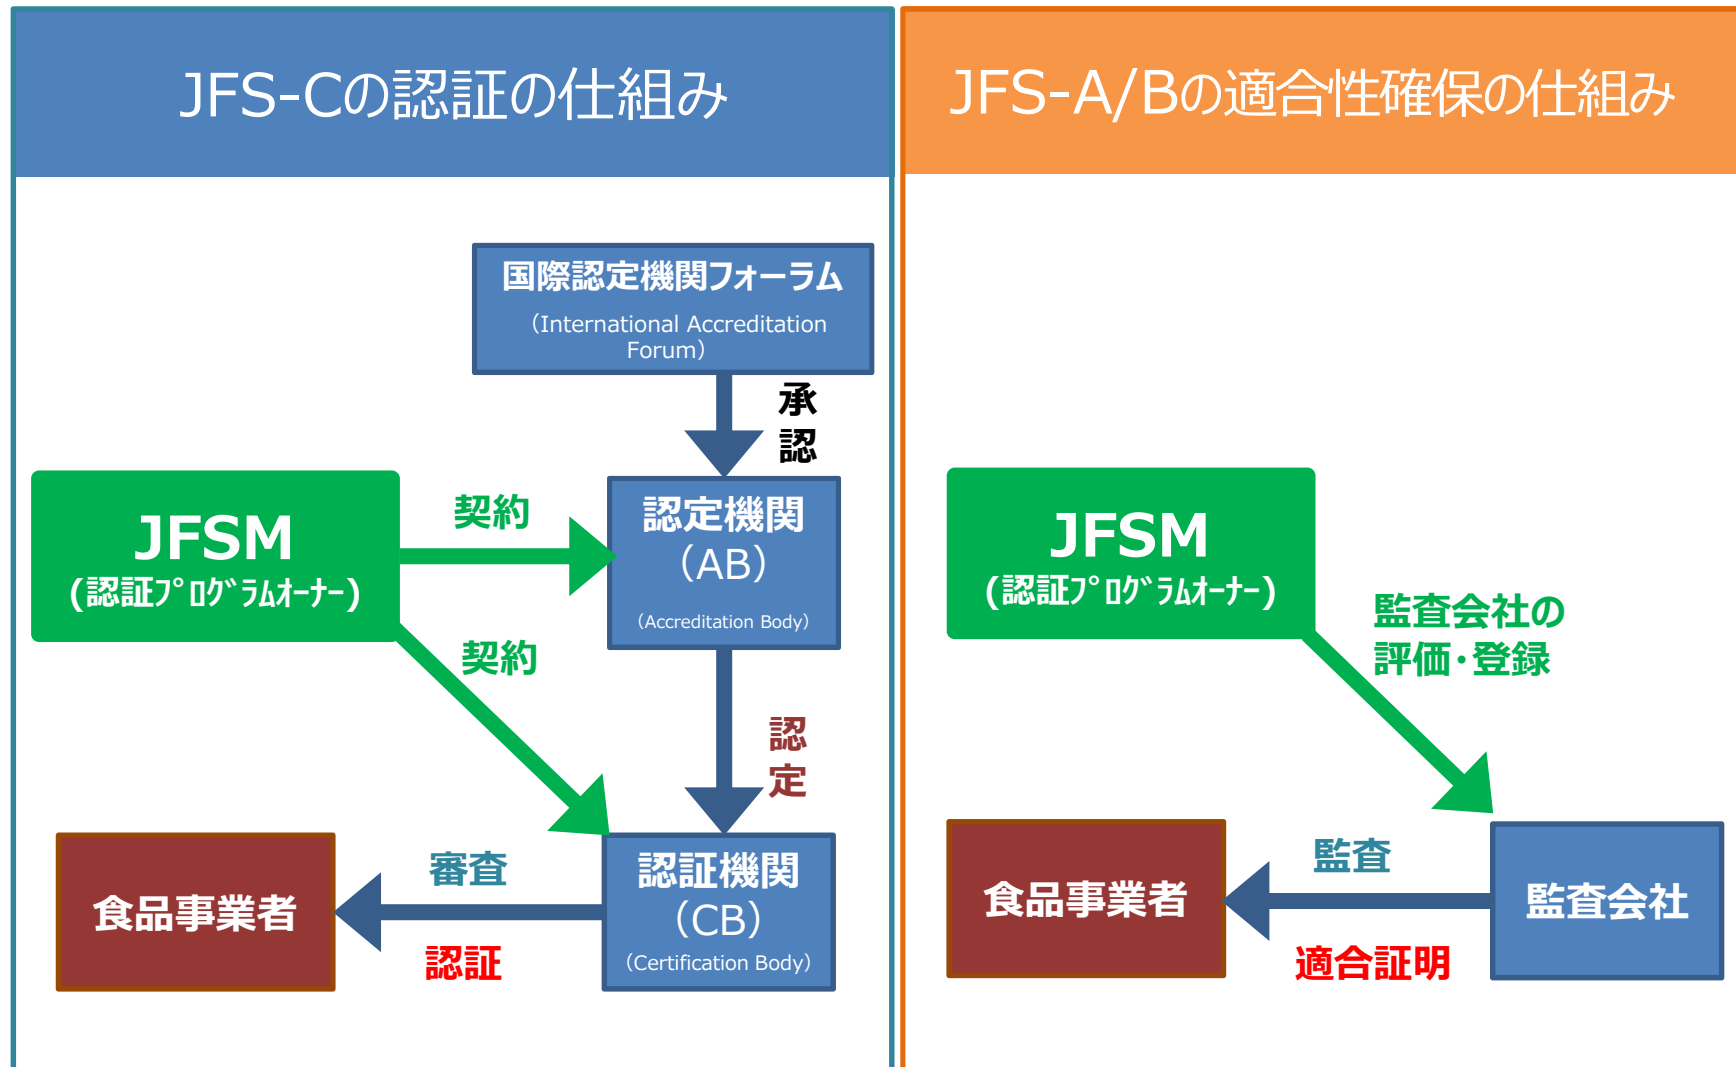 JFS-Cの認証の仕組み
国際認定機関フォーラム
（International Accreditation
Forum）
承
認
JFSM
(認証ﾌﾟﾛｸﾞﾗﾑｵｰﾅｰ)
契約
認定機関
（AB）
（Accreditation Body）
契約
認
定
食品事業者
審査
認証
認証機関
（CB）
（Certification Body）
JFS-A/Bの適合性確保の仕組み
JFSM
(認証ﾌﾟﾛｸﾞﾗﾑｵｰﾅｰ)
監査会社の
評価・登録
食品事業者
監査
適合証明
監査会社